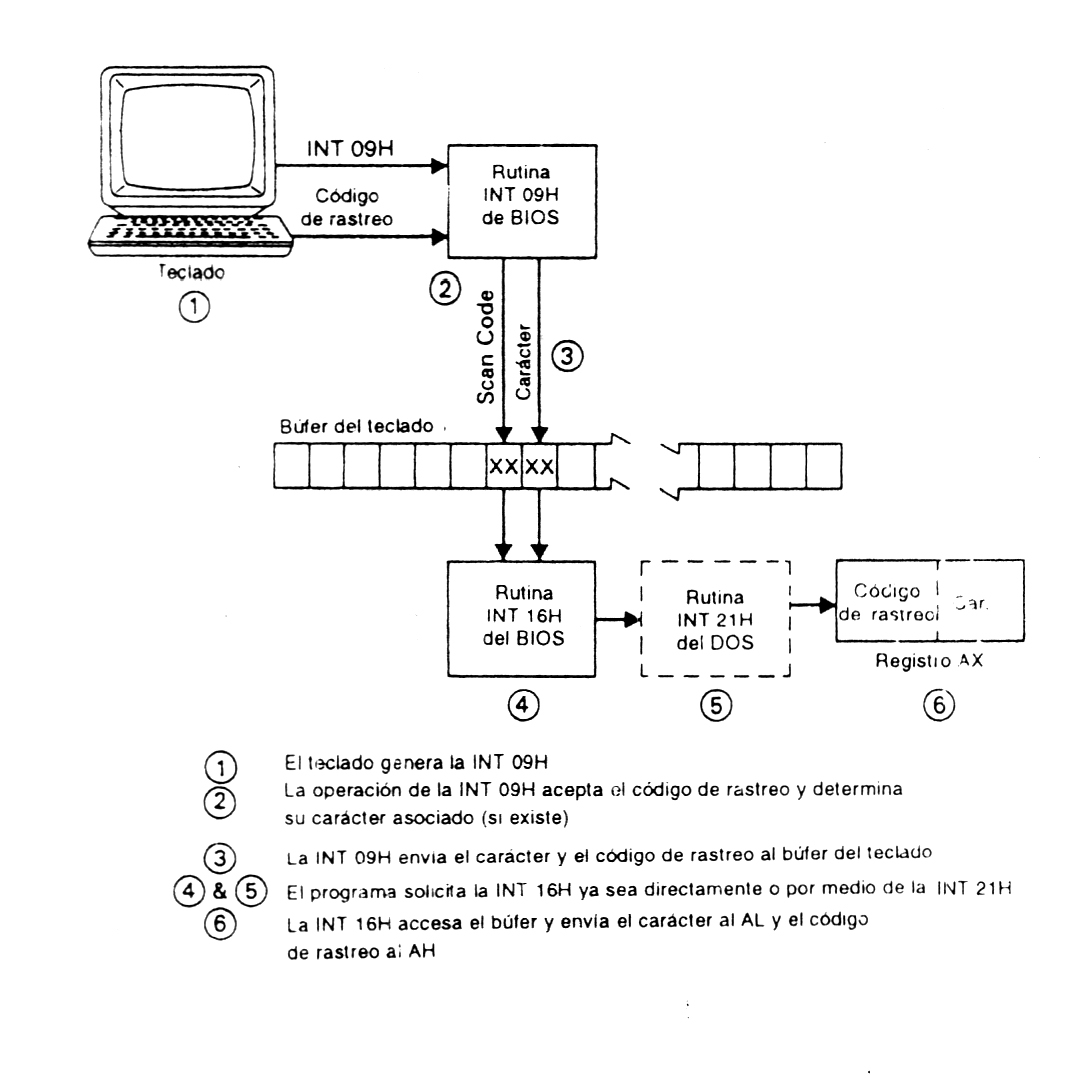 INT 09H
Código
de rastreo
Teclado
1
Rutina
INT 09H
de BIOS
2
Scan Code
Carácter
3
Búfer del teclado
XX XX
Rutina
INT 16H
del BIOS
4
Rutina
INT 21H
del DOS
5
Código
de rastreo
Car.
Registro AX
6
1 El teclado genera la INT 09H
2 La operación de la INT 09H acepta el código de rastreo y determina
su carácter asociado (si existe)
3 La INT 09H envía el carácter y el código de rastreo al búfer del teclado
4 & 5 El programa solicita la INT 16H ya sea directamente o por medio de la INT 21H
6 La INT 16H accesa el búfer y envía el carácter al AL y el código
de rastreo al AH